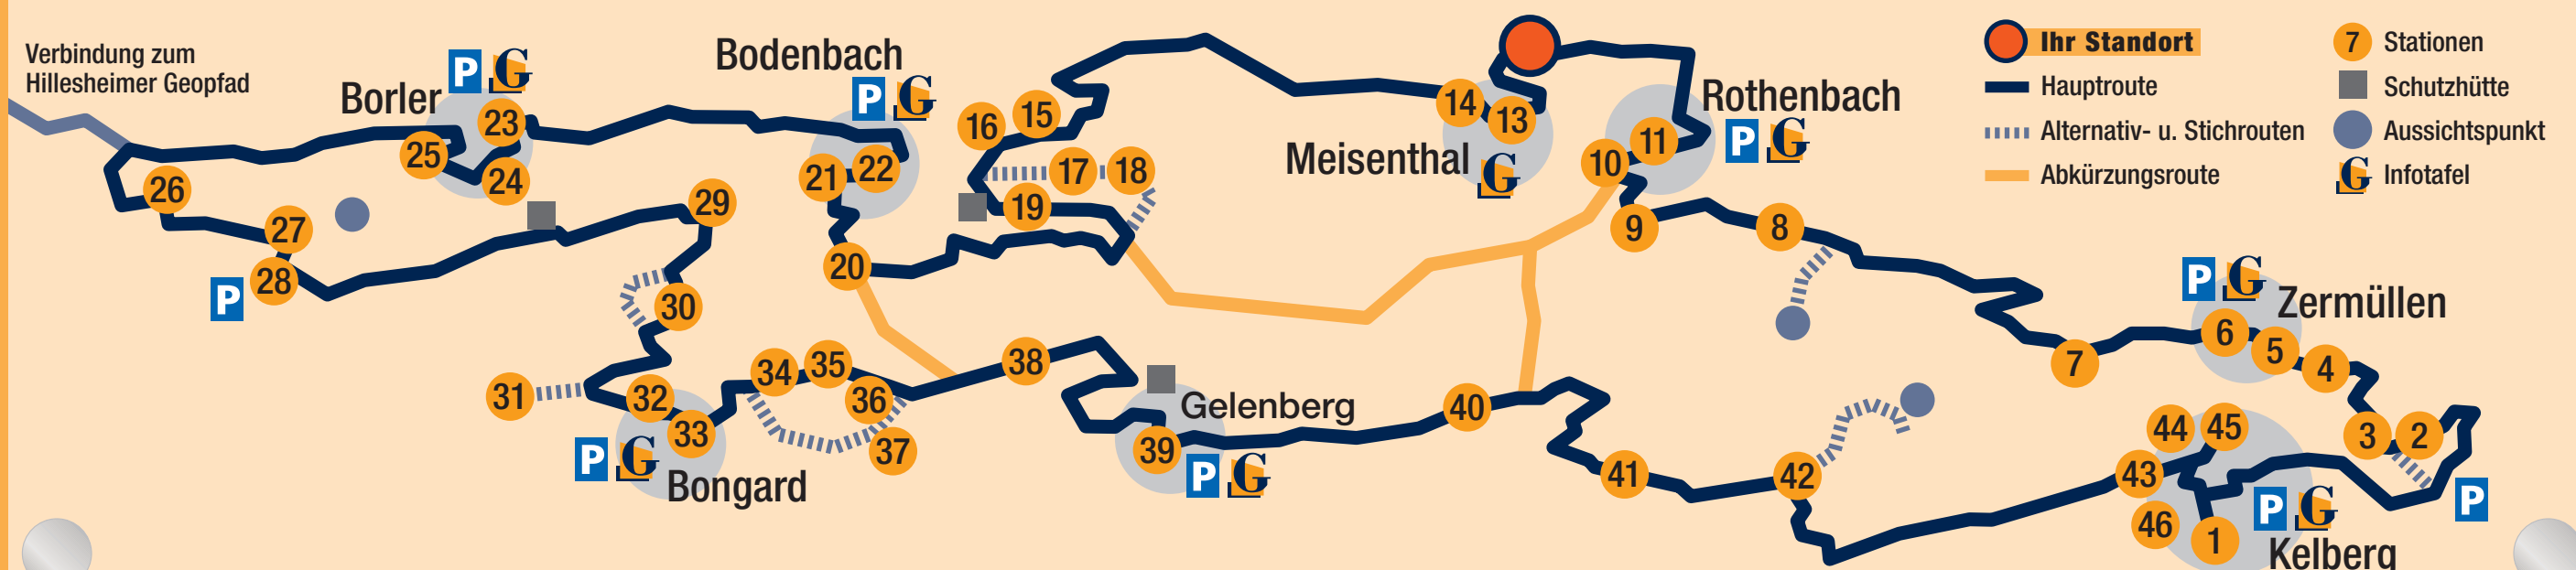 Verbindung zum
Hillesheimer Geopfad
Borler
P G
23
25
24
26
27
28
P
29
30
31
32
33
P G
Bongard
Bodenbach
P G
21
22
20
16
15
17
18
19
34
35
36
37
38
Gelenberg
39
P G
40
Meisenthal
G
14
13
Rothenbach
P G
11
10
9
8
7
41
42
P G
Zermüllen
6
5
4
3
2
P
44
45
43
46
1
P G
Kelberg
Ihr Standort
Hauptroute
Alternativ- u. Stichrouten
Abkürzungsroute
7 Stationen
Schutzhütte
Aussichtspunkt
G Infotafel